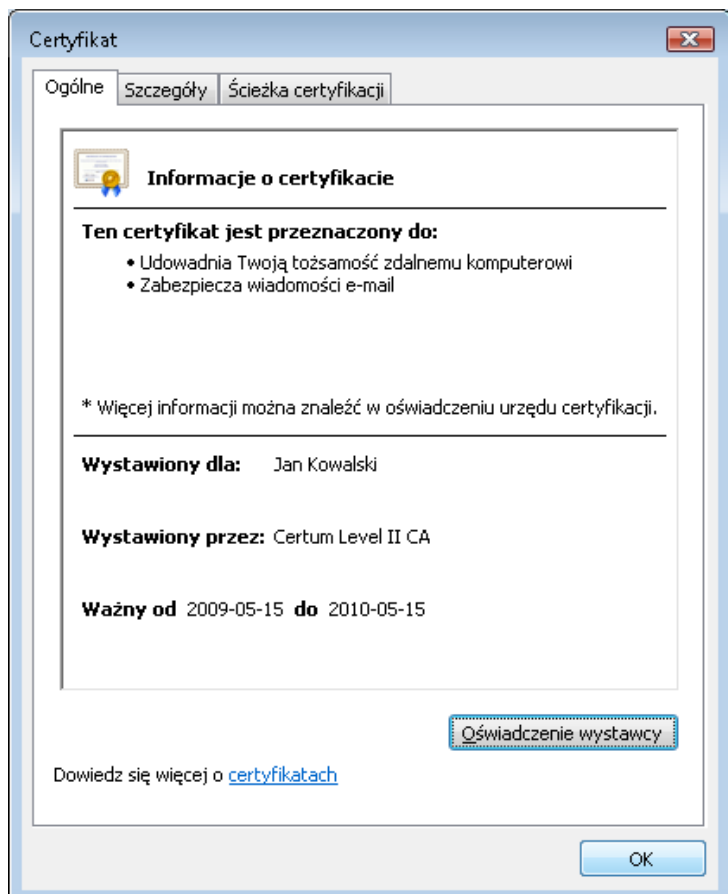 Certyfikat
Ogólne Szczegóły Ścieżka certyfikacji
Informacje o certyfikacie
Ten certyfikat jest przeznaczony do:
• Udowadnia Twoją tożsamość zdalnemu komputerowi
• Zabezpiecza wiadomości e-mail
* Więcej informacji można znaleźć w oświadczeniu urzędu certyfikacji.
Wystawiony dla: Jan Kowalski
Wystawiony przez: Certum Level II CA
Ważny od 2009-05-15 do 2010-05-15
Oświadczenie wystawcy
Dowiedz się więcej o certyfikatach
OK